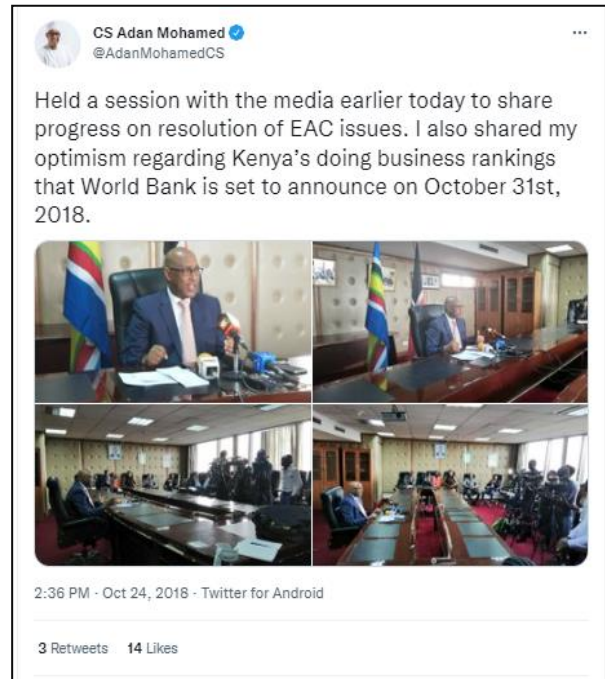 CS Adan Mohamed
@AdanMohamedCS
Held a session with the media earlier today to share
progress on resolution of EAC issues. I also shared my
optimism regarding Kenya's doing business rankings
that World Bank is set to announce on October 31st,
2018.
2:36 PM · Oct 24, 2018 · Twitter for Android
3 Retweets 14 Likes